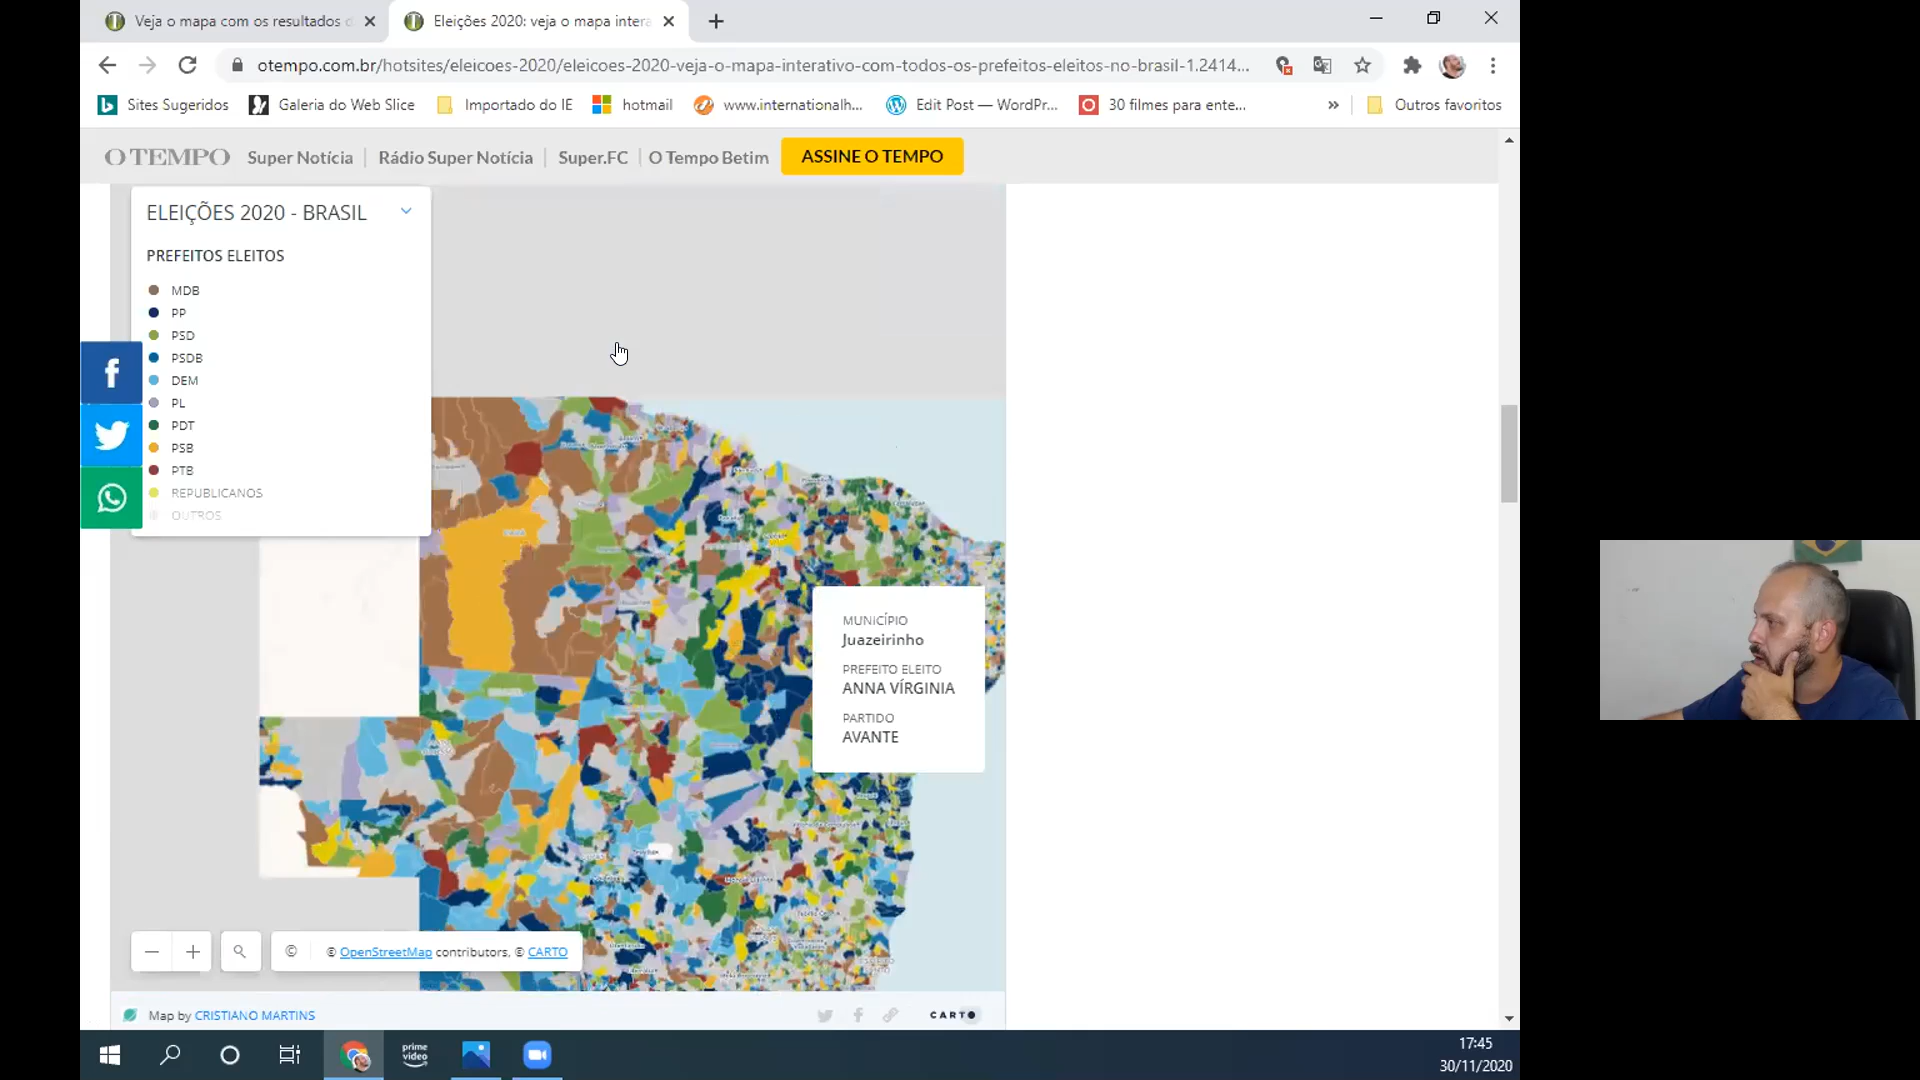 Veja o mapa com os resultados d
Eleições 2020: veja o mapa intera
otempo.com.br/hotsites/eleicoes-2020/eleicoes-2020-veja-o-mapa-interativo-com-todos-os-prefeitos-eleitos-no-brasil-1.2414...
Sites Sugeridos
Galeria do Web Slice
Importado do IE
hotmail
www.internationalh...
Edit Post — WordPr...
30 filmes para ente...
»
Outros favoritos
O TEMPO
Super Notícia
Rádio Super Notícia
Super.FC
O Tempo Betim
ASSINE O TEMPO
ELEIÇÕES 2020 - BRASIL
PREFEITOS ELEITOS
MDB
PP
PSD
PSDB
DEM
PL
PDT
PSB
PTB
REPUBLICANOS
OUTROS
MUNICÍPIO
Juazeirinho
PREFEITO ELEITO
ANNA VÍRGINIA
PARTIDO
AVANTE
©
© OpenStreetMap contributors, © CARTO
Map by CRISTIANO MARTINS
CARTO
prime
video
17:45
30/11/2020